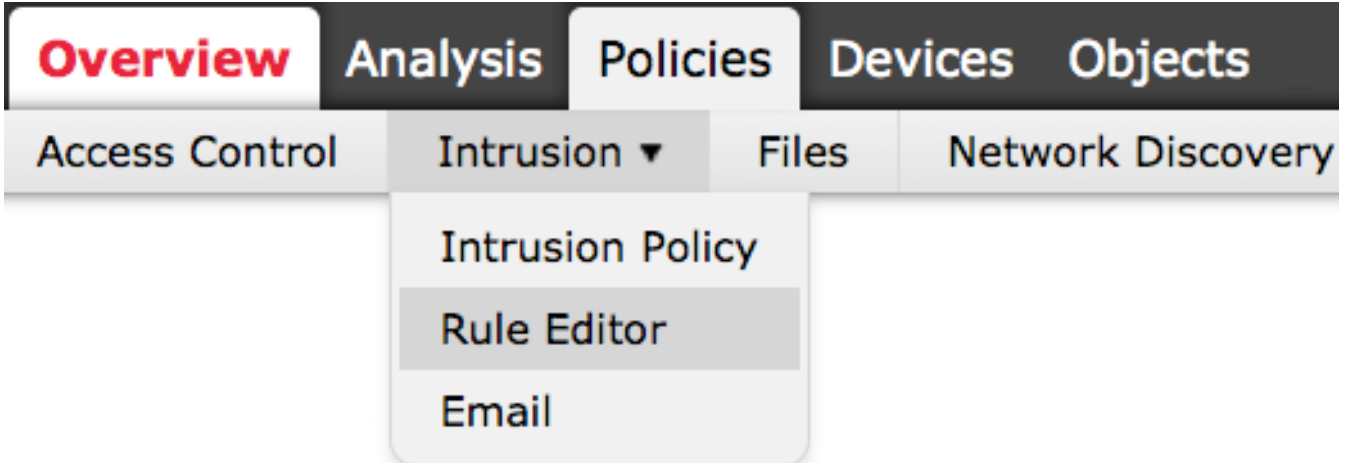 Overview Analysis Policies Devices Objects
Access Control Intrusion ▼ Files Network Discovery
Intrusion Policy
Rule Editor
Email